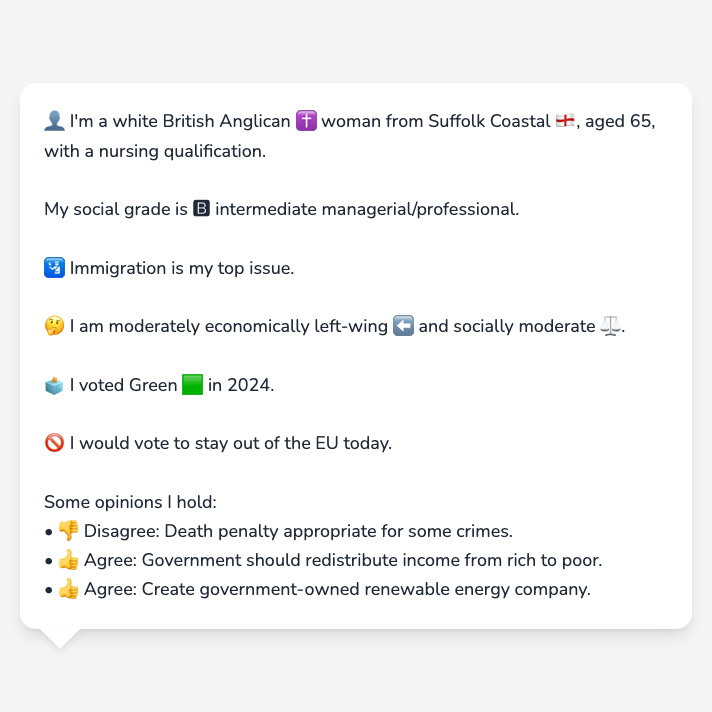 👤 I'm a white British Anglican ✝️ woman from Suffolk Coastal 🏴󠁧󠁢󠁥󠁮󠁧󠁿, aged 65,
with a nursing qualification.
My social grade is 🅱 intermediate managerial/professional.
🛂 Immigration is my top issue.
🤔 I am moderately economically left-wing ⬅️ and socially moderate ⚖️.
🗳️ I voted Green 🟩 in 2024.
🚫 I would vote to stay out of the EU today.
Some opinions I hold:
• 👎 Disagree: Death penalty appropriate for some crimes.
• 👍 Agree: Government should redistribute income from rich to poor.
• 👍 Agree: Create government-owned renewable energy company.